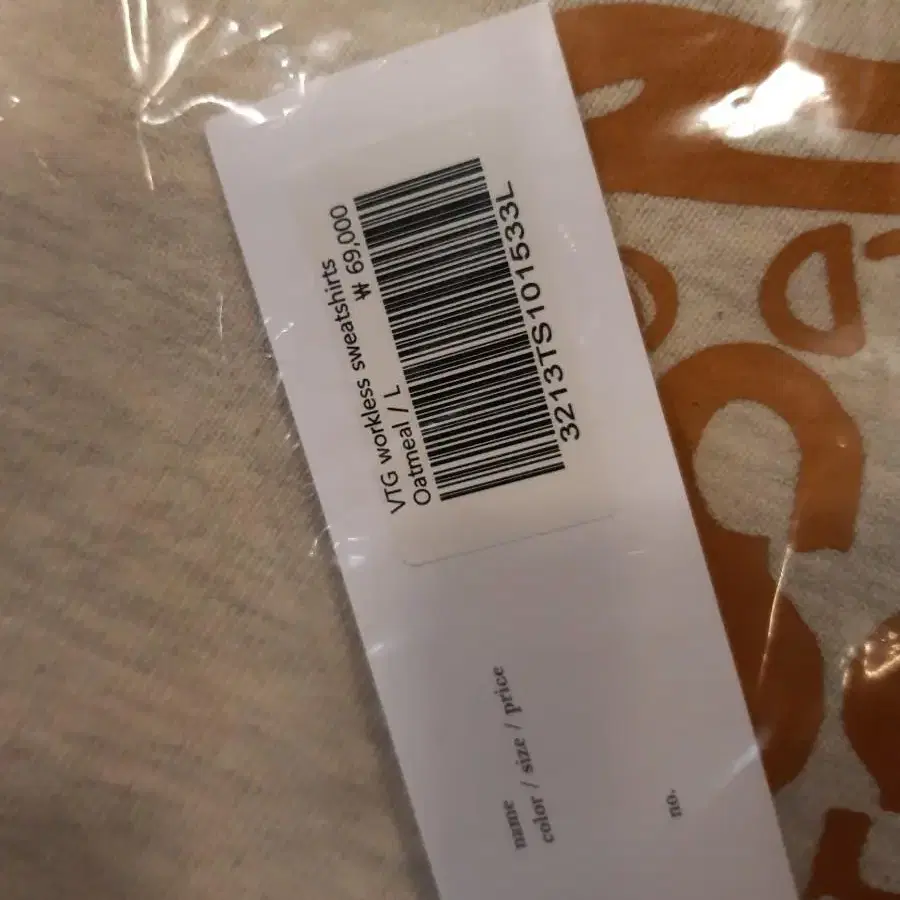 VTG workless sweatshirts
₩ 69,000
Oatmeal / L
3213TS101533L
name
color / size / price
no.